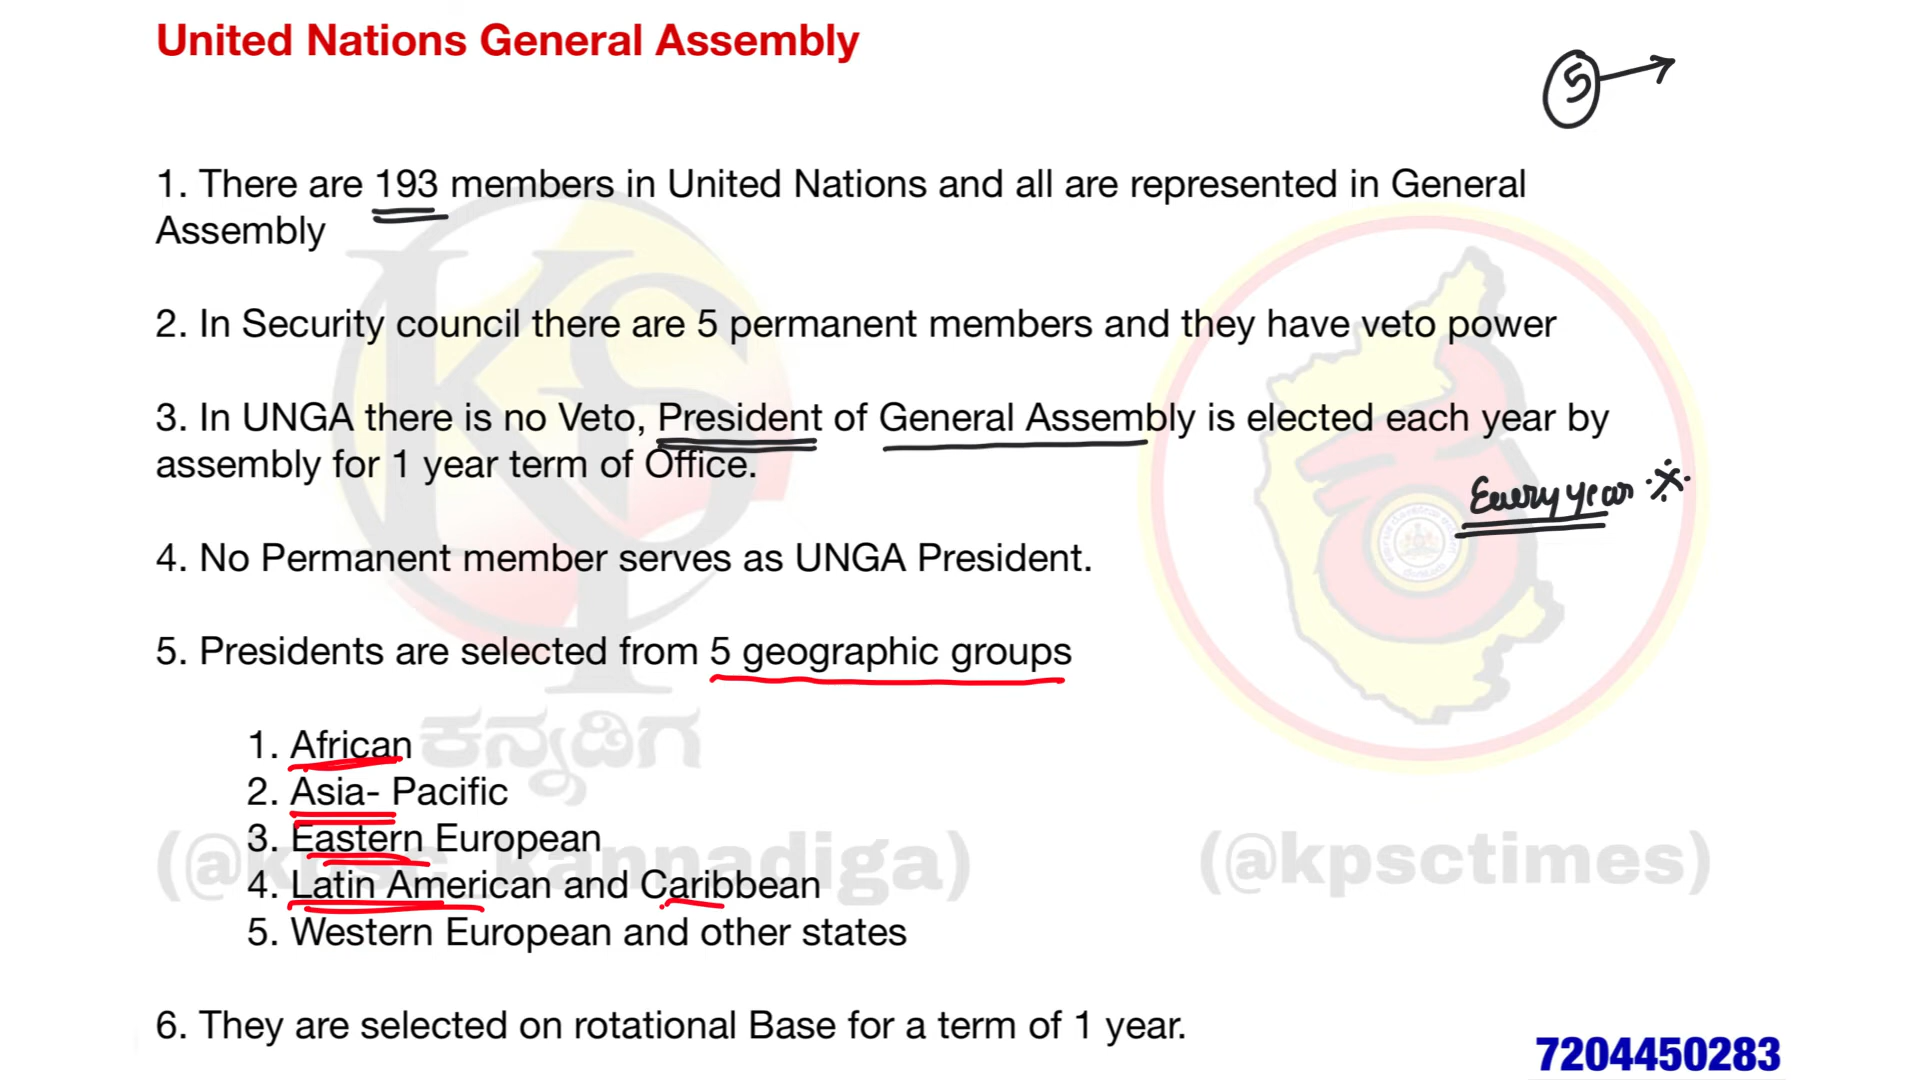 United Nations General Assembly
5
1. There are 193 members in United Nations and all are represented in General
Assembly
2. In Security council there are 5 permanent members and they have veto power
3. In UNGA there is no Veto, President of General Assembly is elected each year by
assembly for 1 year term of Office.
Every year
4. No Permanent member serves as UNGA President.
5. Presidents are selected from 5 geographic groups
1. African
2. Asia- Pacific
3. Eastern European
4. Latin American and Caribbean
5. Western European and other states
ಕನ್ನಡಿಗ
(@kpsc_kannadiga)
(@kpsctimes)
6. They are selected on rotational Base for a term of 1 year.
7204450283